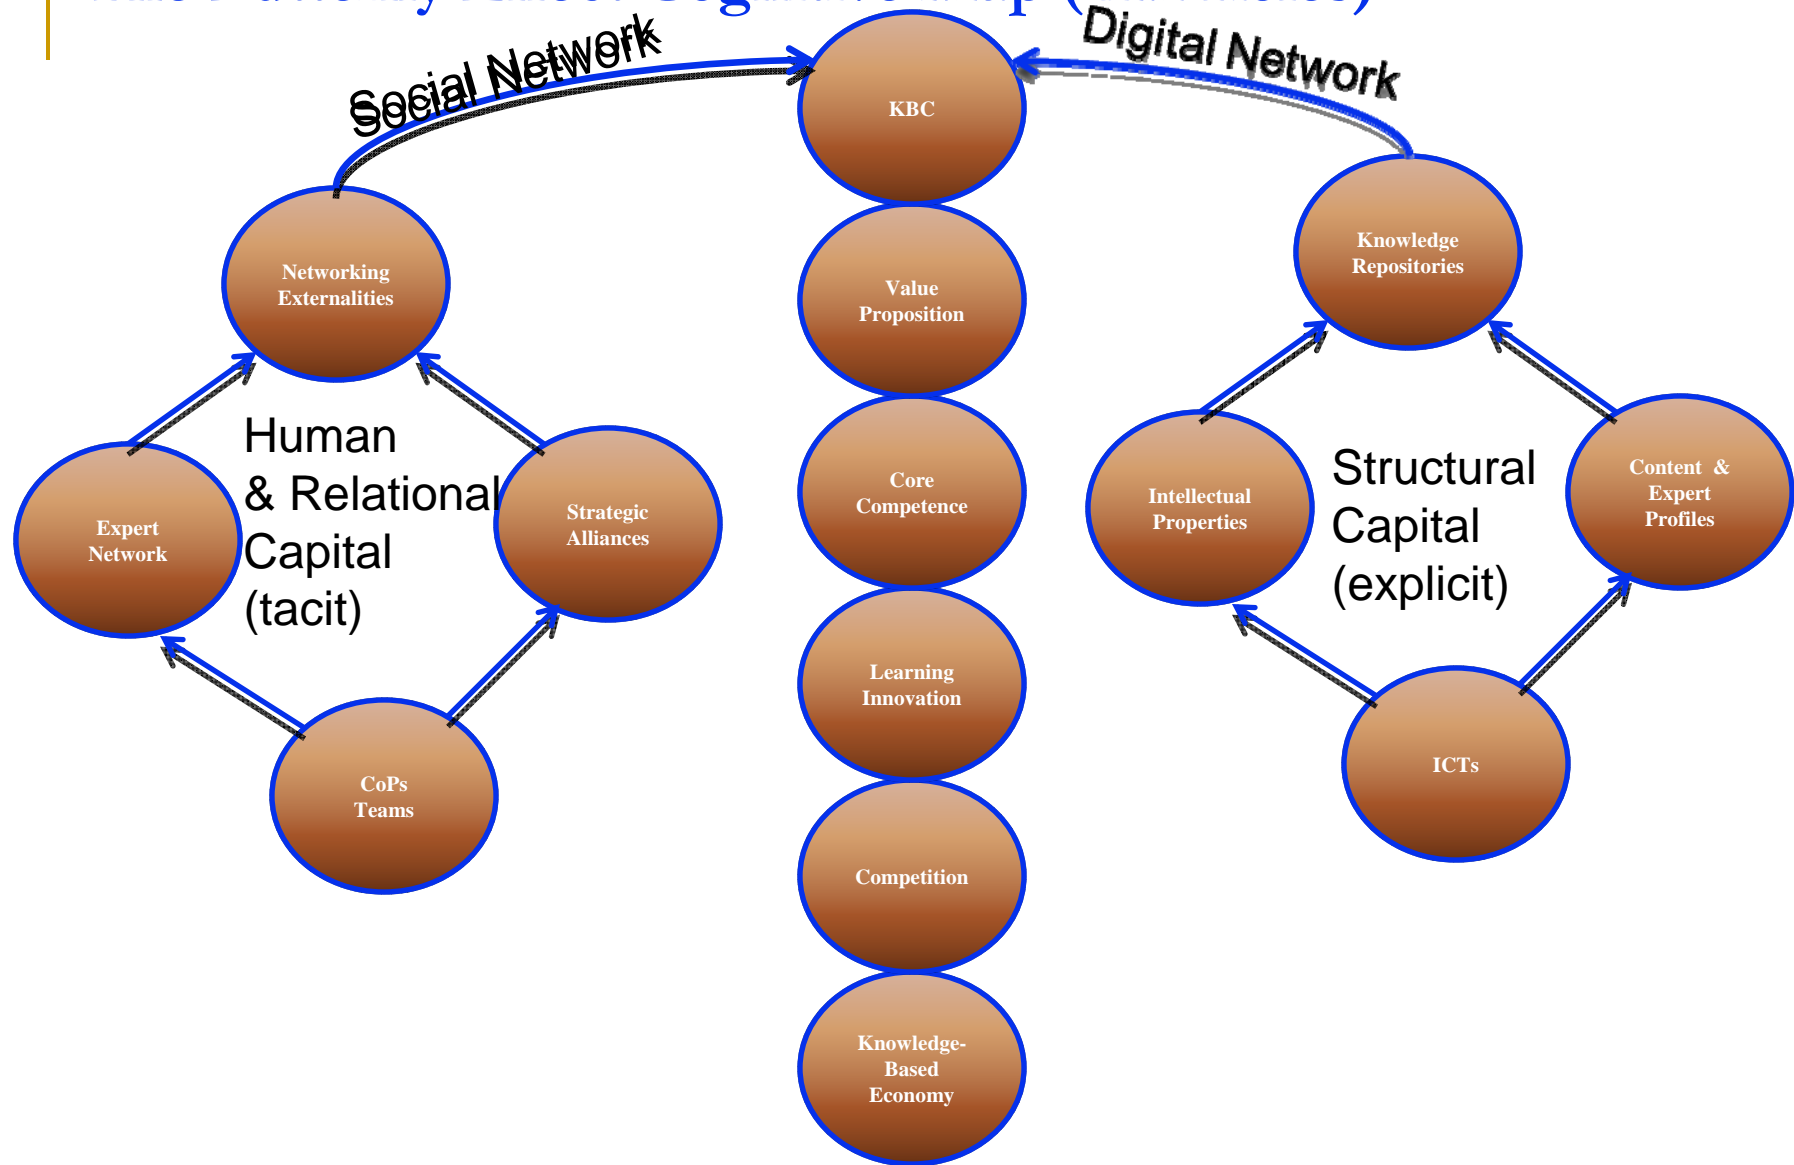 Social Network
Digital Network
KBC
Networking
Externalities
Knowledge
Repositories
Value
Proposition
Human
& Relational
Capital
(tacit)
Expert
Network
Strategic
Alliances
Core
Competence
Intellectual
Properties
Structural
Capital
(explicit)
Content &
Expert
Profiles
Learning
Innovation
CoPs
Teams
ICTs
Competition
Knowledge-
Based
Economy